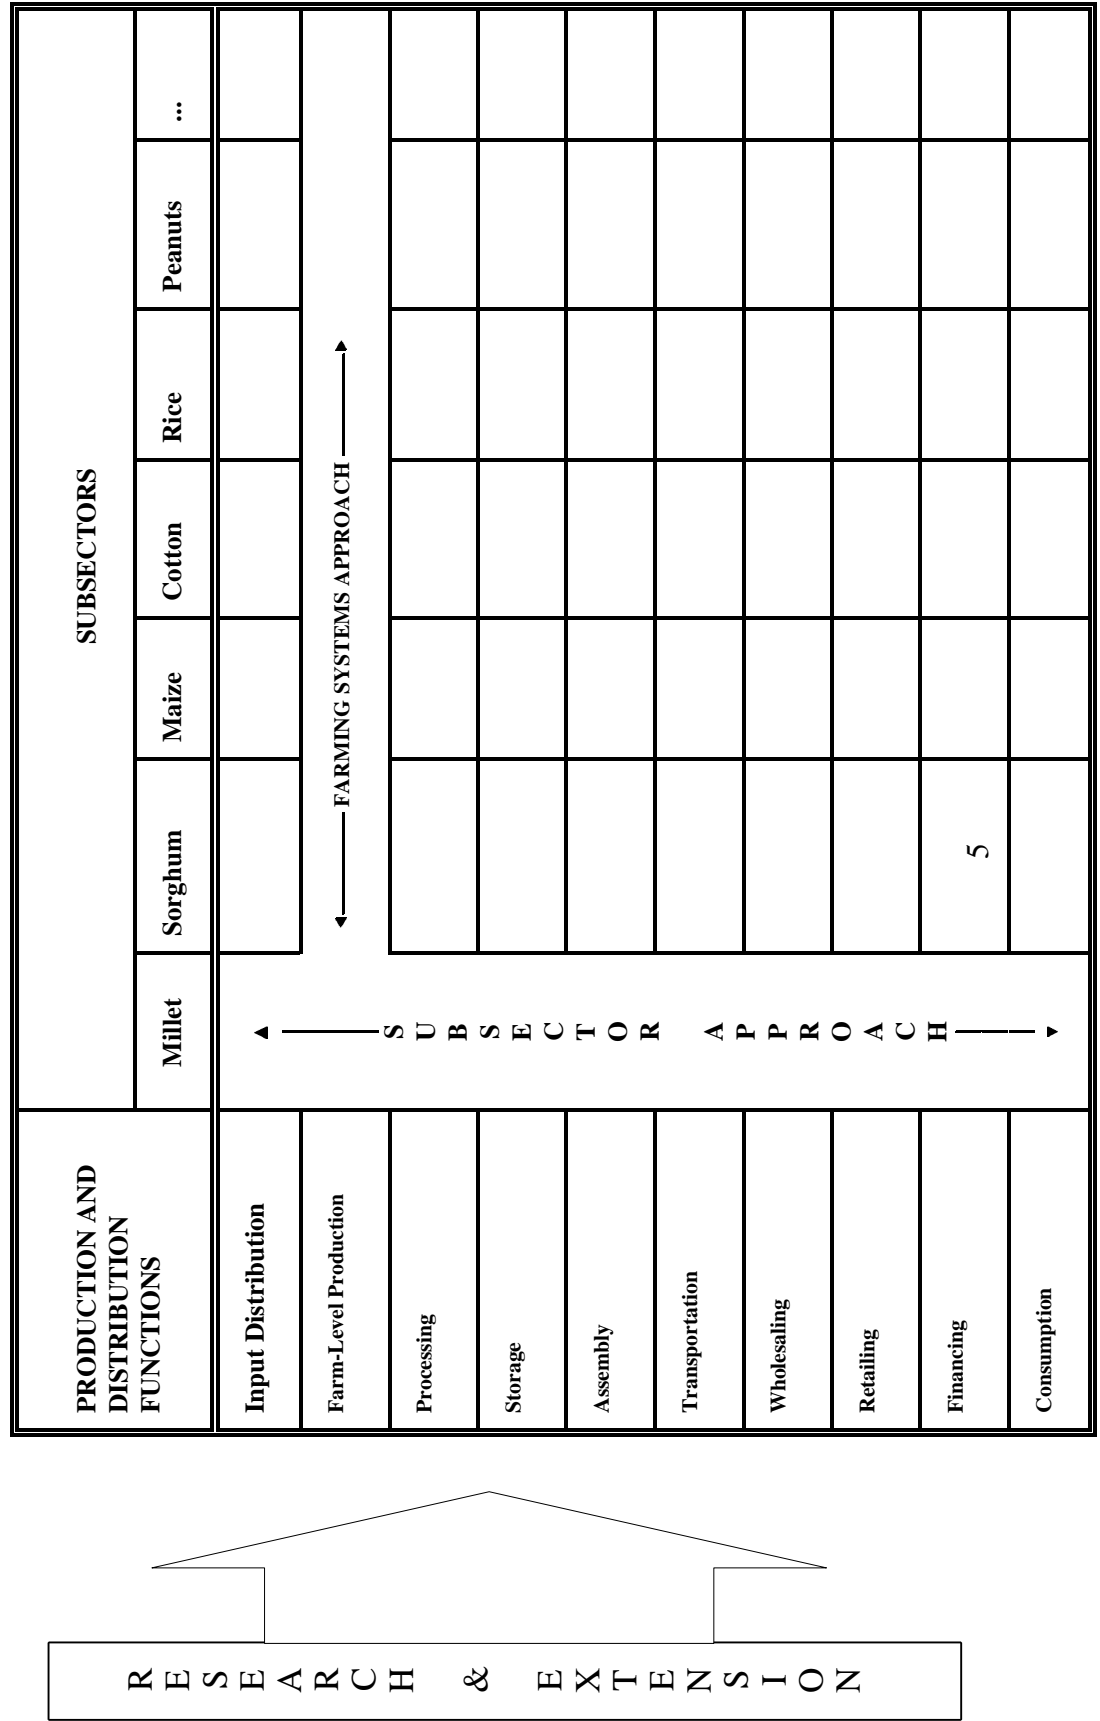 RESEARCH & EXTENSION
PRODUCTION AND
DISTRIBUTION
FUNCTIONS
SUBSECTORS
Millet
Sorghum
Maize
Cotton
Rice
Peanuts
...
Input Distribution
Farm-Level Production
FARMING SYSTEMS APPROACH
Processing
Storage
Assembly
Transportation
Wholesaling
Retailing
Financing
Consumption
SUBSECTOR APPROACH
5